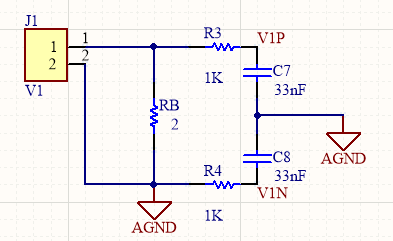 J1
1
1
2
2
V1
RB
2
R3
1K
V1P
C7
33nF
AGND
C8
33nF
R4
1K
V1N
AGND